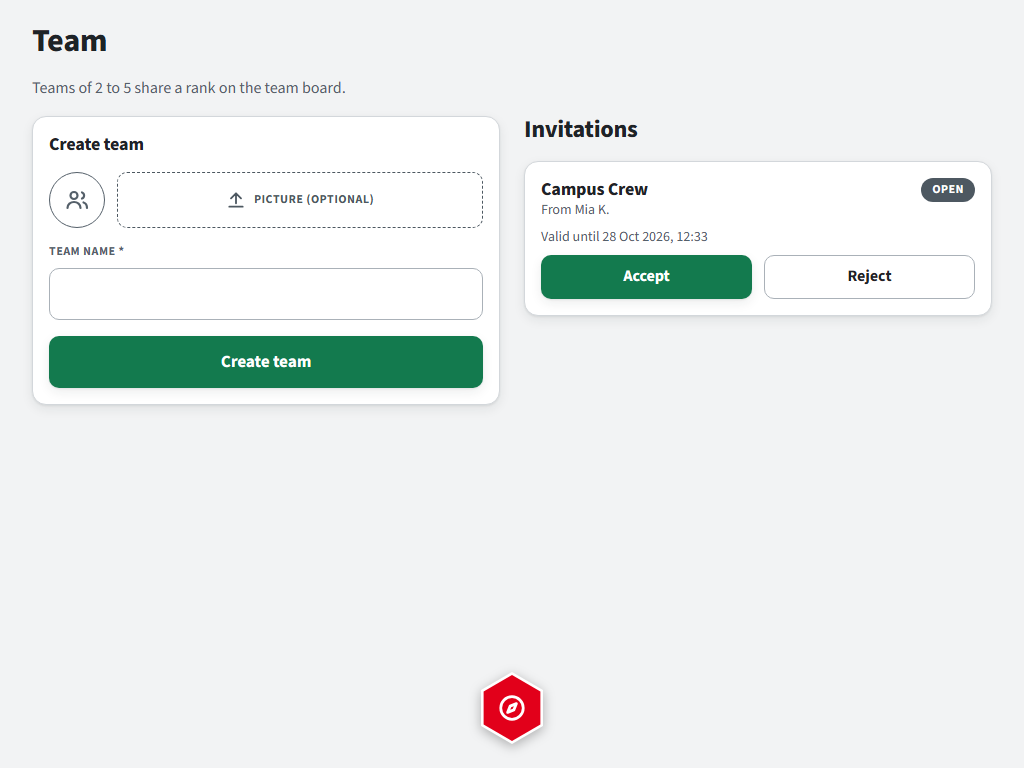 Team
Teams of 2 to 5 share a rank on the team board.
Create team
PICTURE (OPTIONAL)
TEAM NAME *
Create team
Invitations
Campus Crew
OPEN
From Mia K.
Valid until 28 Oct 2026, 12:33
Accept
Reject